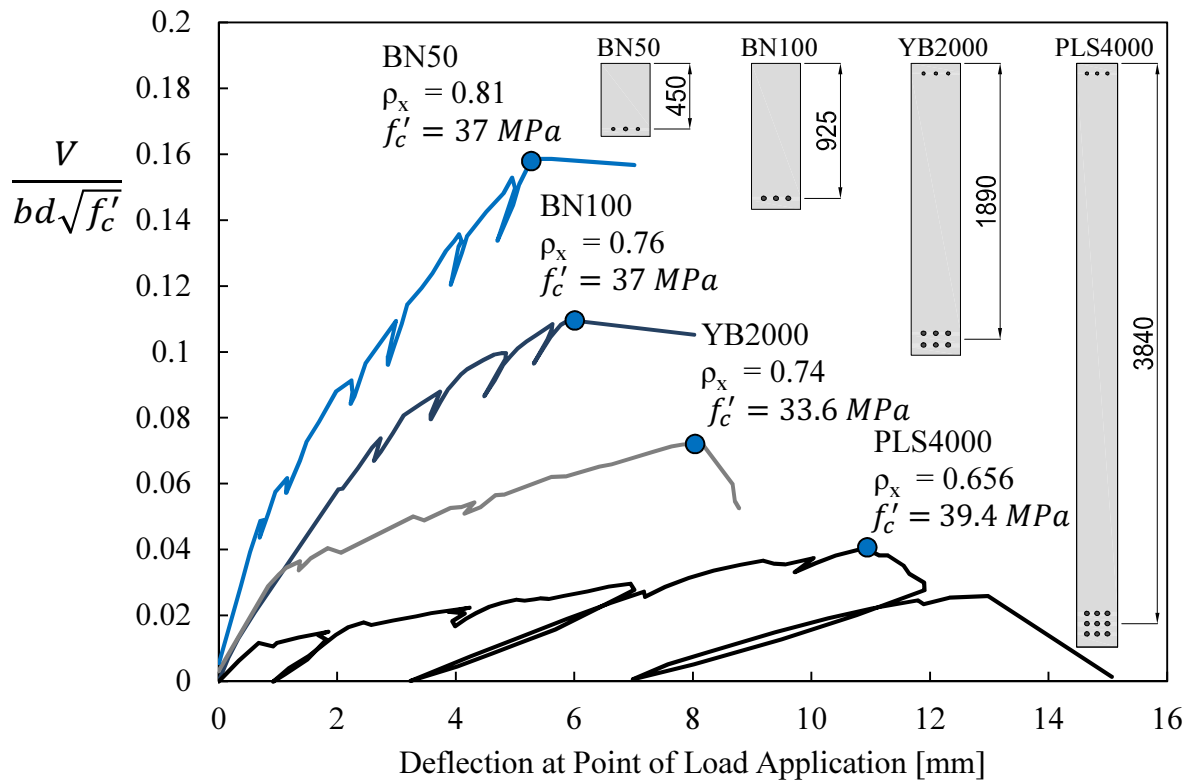 0.2
0.18
0.16
0.14
0.12
0.1
0.08
0.06
0.04
0.02
0
V
bd√f′c
BN50
ρx = 0.81
f′c = 37 MPa
BN100
ρx = 0.76
f′c = 37 MPa
YB2000
ρx = 0.74
f′c = 33.6 MPa
PLS4000
ρx = 0.656
f′c = 39.4 MPa
BN50
450
BN100
925
YB2000
1890
PLS4000
3840
0 2 4 6 8 10 12 14 16
Deflection at Point of Load Application [mm]